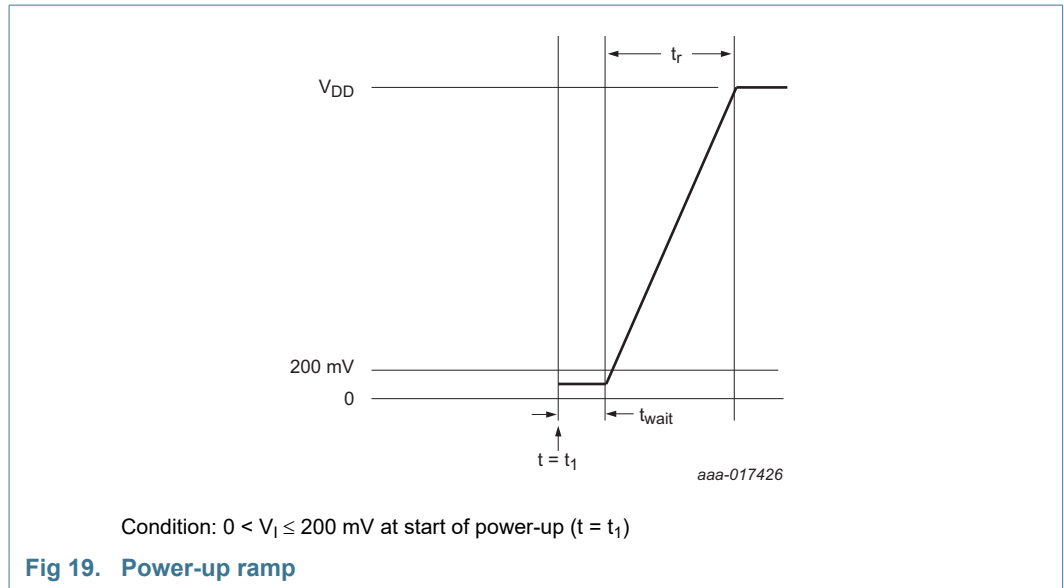 tr
VDD
200 mV
0
twait
t = t1
aaa-017426
Condition: 0 < VI ≤ 200 mV at start of power-up (t = t1)
Fig 19. Power-up ramp